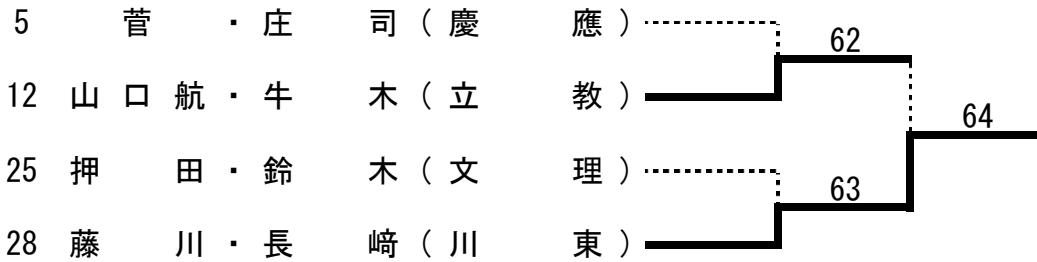 5 菅・庄司(慶應)
62
12 山口航・牛木(立教)
64
25 押田・鈴木(文理)
63
28 藤川・長﨑(川東)